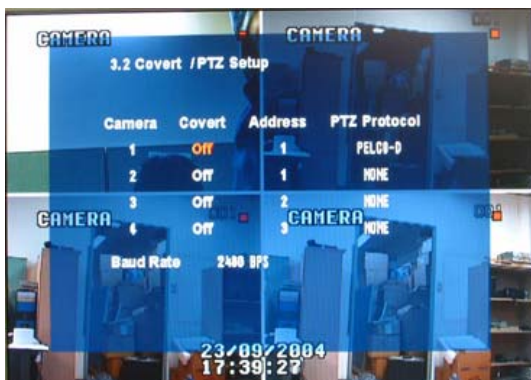 CAMERA CAMERA
3.2 Covert / PTZ Setup
Camera Covert Address PTZ Protocol
1 Off 1 PELCO-D
2 Off 1 NONE
3 Off 2 NONE
CAMERA CAMERA
4 Off 3 NONE
Baud Rate 2400 BPS
23/09/2004
17:39:27